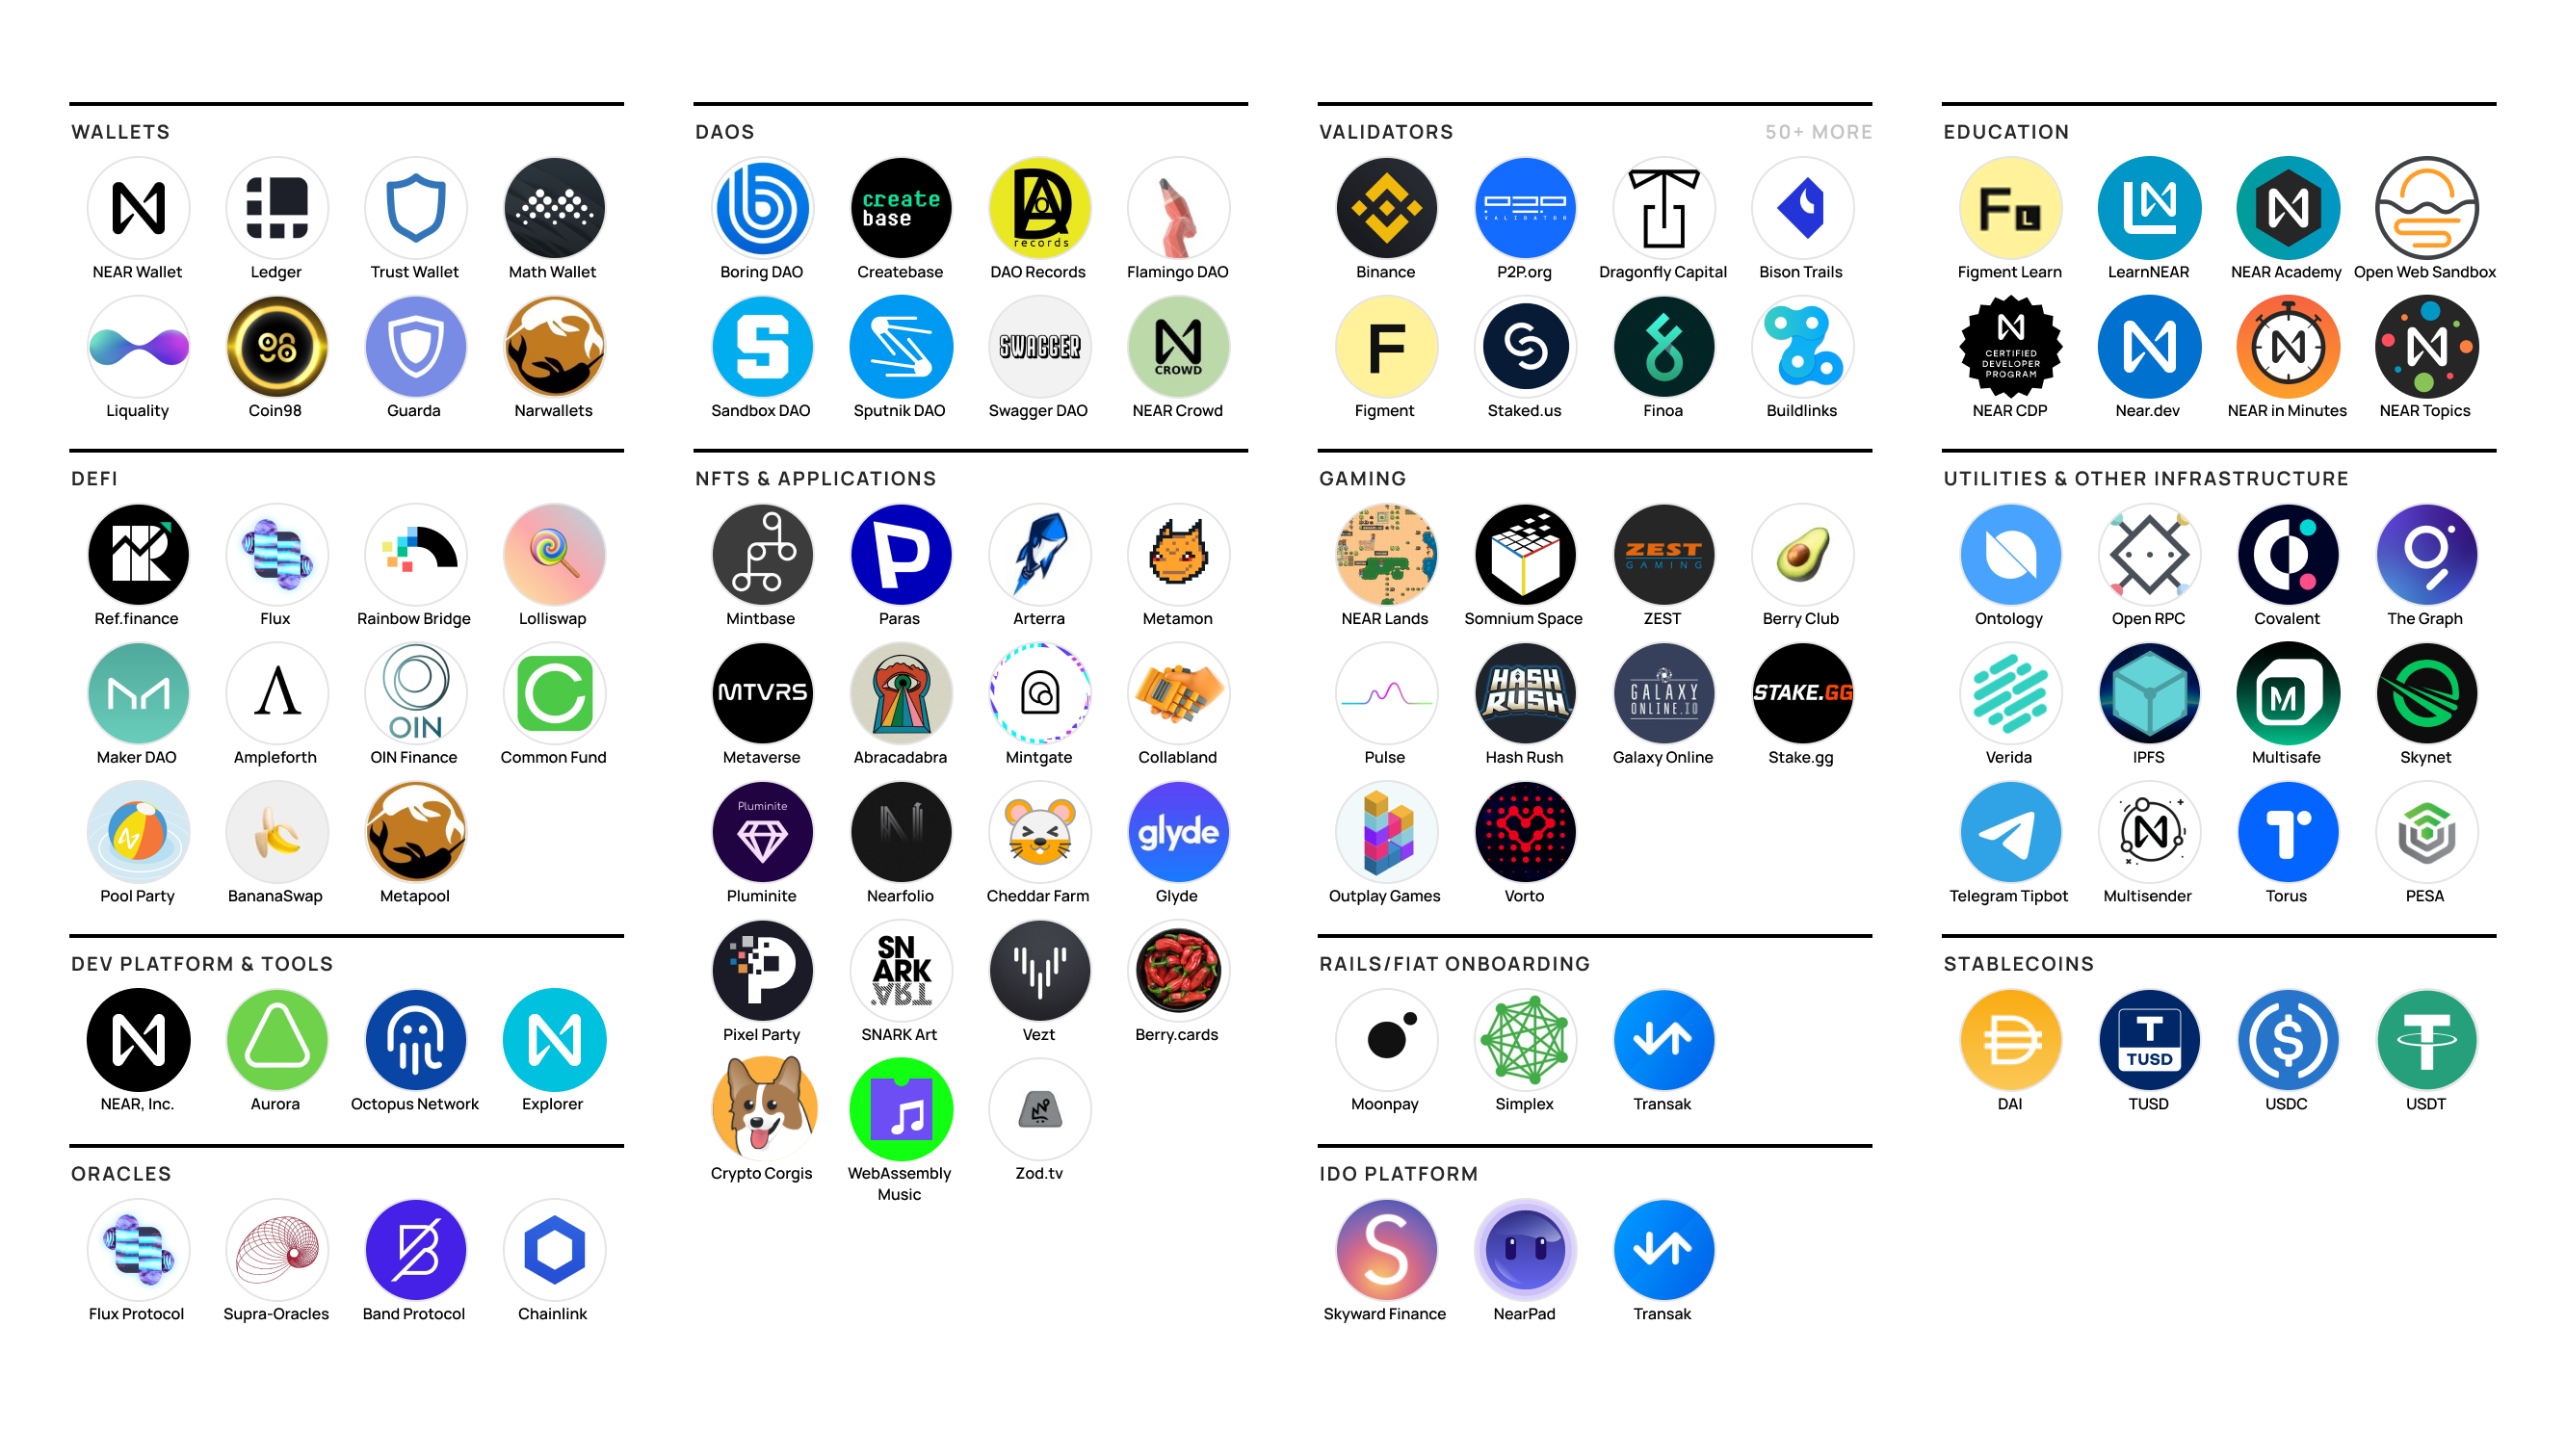 WALLETS
NEAR Wallet
Ledger
Trust Wallet
Math Wallet
98
Liquality
Coin98
Guarda
Narwallets
DEFI
Ref.finance
Flux
Rainbow Bridge
Lolliswap
OIN
Maker DAO
Ampleforth
OIN Finance
Common Fund
Pool Party
BananaSwap
Metapool
DEV PLATFORM & TOOLS
NEAR, Inc.
Aurora
Octopus Network
Explorer
ORACLES
Flux Protocol
Supra-Oracles
Band Protocol
Chainlink
DAOS
create
base
records
Boring DAO
Createbase
DAO Records
Flamingo DAO
S
SWAGGER
CROWD
Sandbox DAO
Sputnik DAO
Swagger DAO
NEAR Crowd
NFTS & APPLICATIONS
Mintbase
Paras
Arterra
Metamon
MTVRS
Metaverse
Abracadabra
Mintgate
Collabland
Pluminite
glyde
Pluminite
Nearfolio
Cheddar Farm
Glyde
SN
ARK
ART
Pixel Party
SNARK Art
Vezt
Berry.cards
Crypto Corgis
WebAssembly
Music
Zod.tv
VALIDATORS
50+ MORE
VALIDATOR
Binance
P2P.org
Dragonfly Capital
Bison Trails
F
Figment
Staked.us
Finoa
Buildlinks
GAMING
ZEST
GAMING
NEAR Lands
Somnium Space
ZEST
Berry Club
HASH
RUSH
GALAXY
ONLINE.IO
STAKE.GG
Pulse
Hash Rush
Galaxy Online
Stake.gg
Outplay Games
Vorto
RAILS/FIAT ONBOARDING
Moonpay
Simplex
Transak
IDO PLATFORM
S
Skyward Finance
NearPad
Transak
EDUCATION
F L
Figment Learn
LearnNEAR
NEAR Academy
Open Web Sandbox
CERTIFIED
DEVELOPER
PROGRAM
NEAR CDP
Near.dev
NEAR in Minutes
NEAR Topics
UTILITIES & OTHER INFRASTRUCTURE
Ontology
Open RPC
Covalent
The Graph
M
Verida
IPFS
Multisafe
Skynet
Telegram Tipbot
Multisender
Torus
PESA
STABLECOINS
T
TUSD
$
DAI
TUSD
USDC
USDT